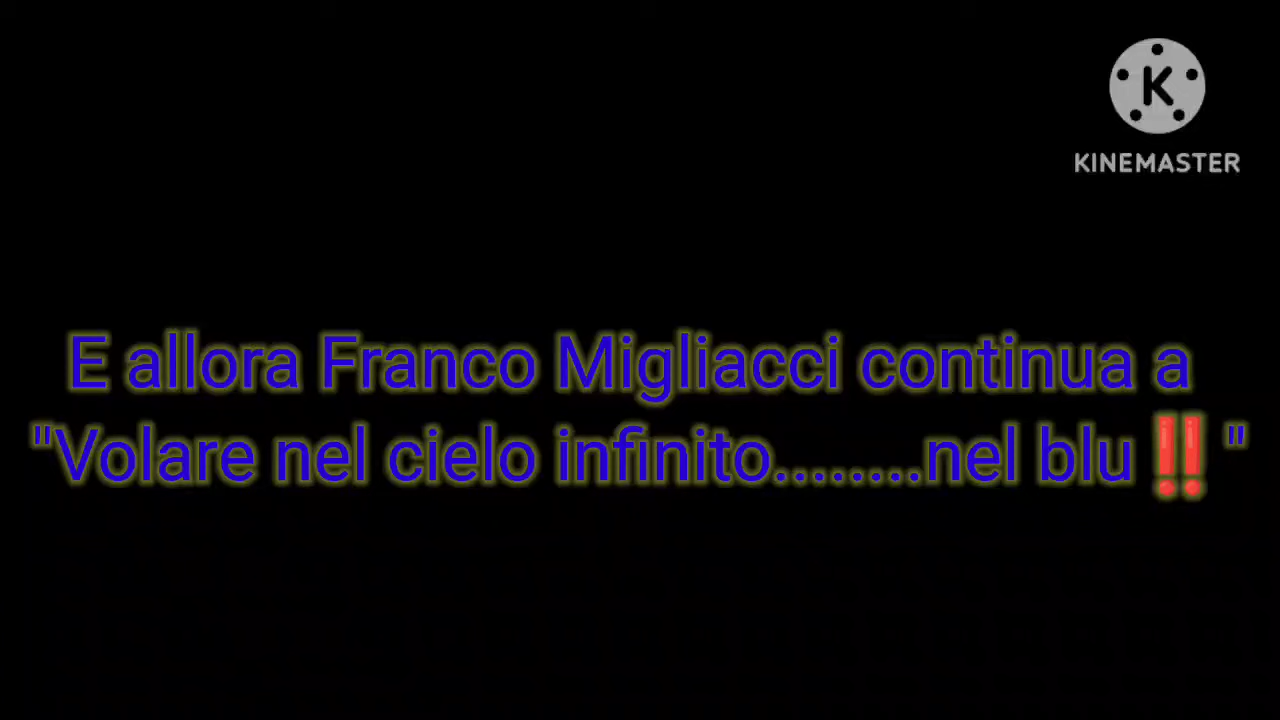 K
KINEMASTER
E allora Franco Migliacci continua a
"Volare nel cielo infinito........nel blu‼️ "